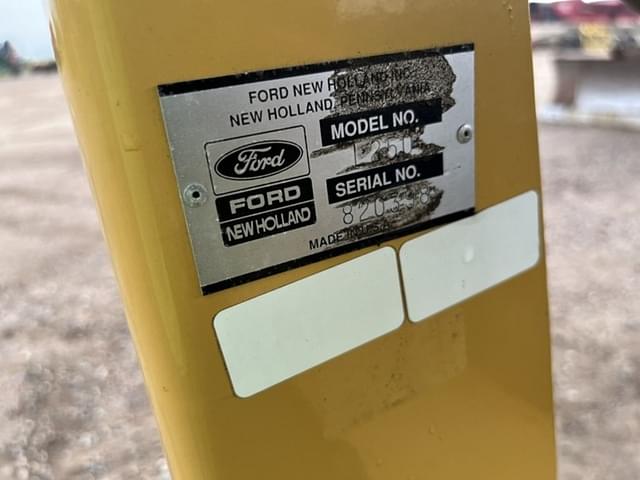 FORD NEW HOLLAND INC.
NEW HOLLAND, PENNSYLVANIA
MODEL NO.
Ford
FORD
NEW HOLLAND
SERIAL NO.
820398
MADE IN U.S.A.